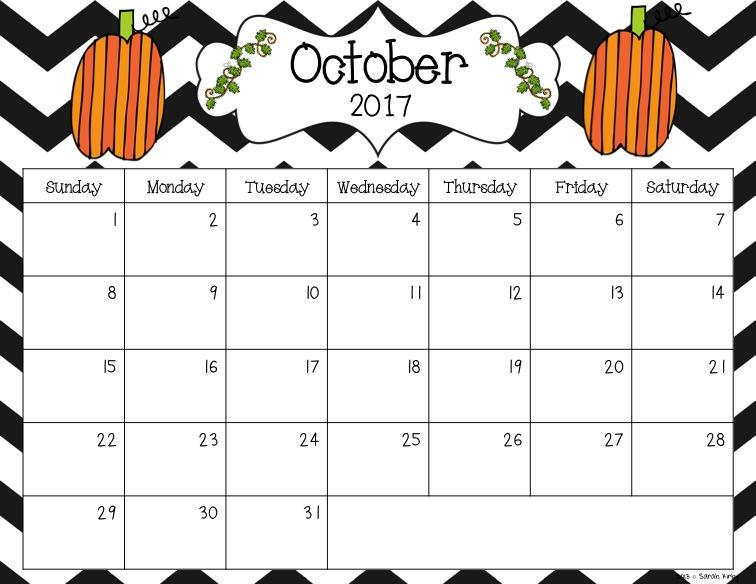 October
2017
Sunday Monday Tuesday Wednesday Thursday Friday Saturday
1 2 3 4 5 6 7
8 9 10 11 12 13 14
15 16 17 18 19 20 21
22 23 24 25 26 27 28
29 30 31
© Sarah